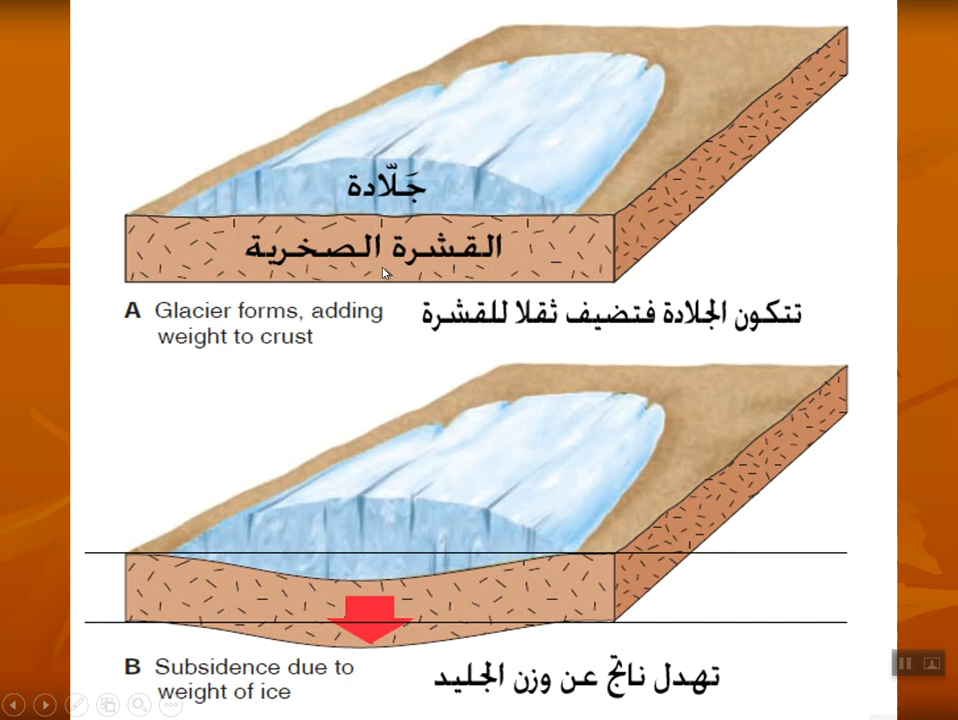 جَلّادة
القشرة الصخرية
A Glacier forms, adding
weight to crust
تتكون الجلادة فتضيف ثقلا للقشرة
B Subsidence due to
weight of ice
تهدل ناتج عن وزن الجليد